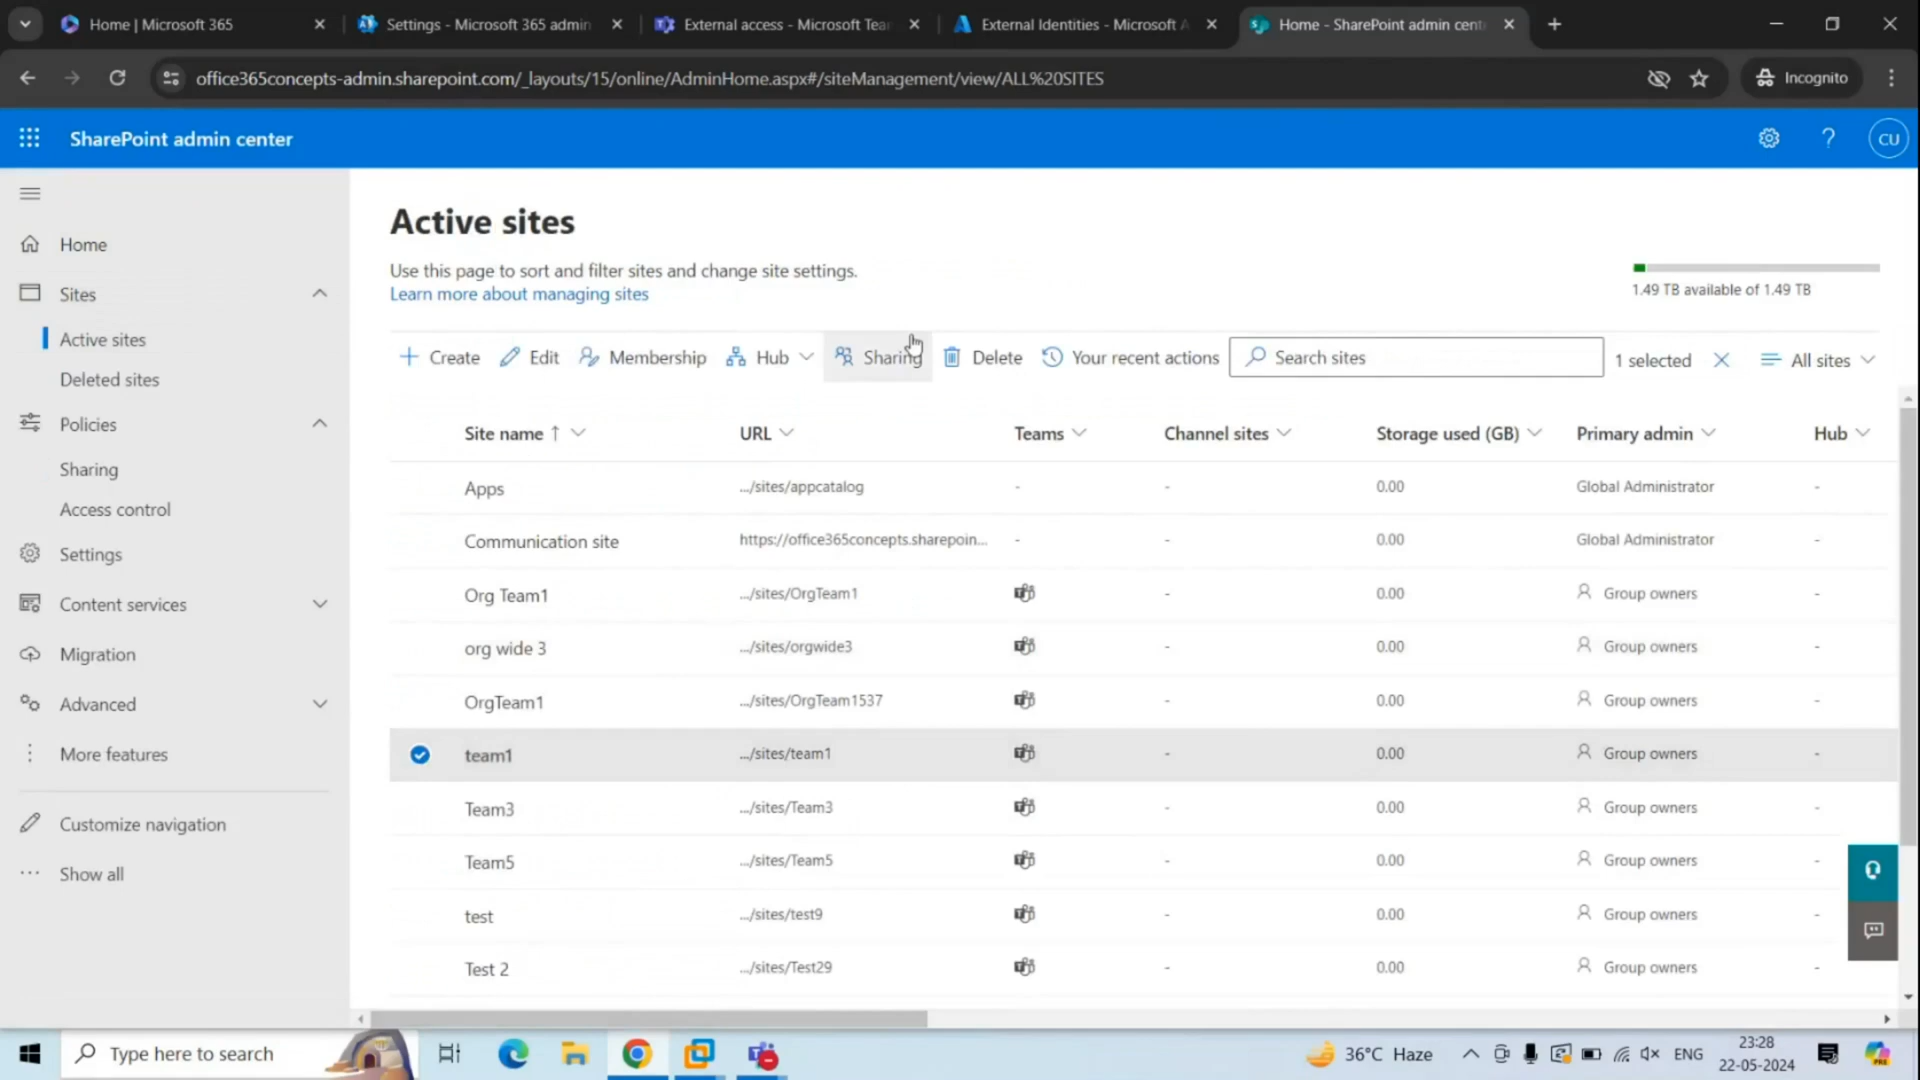 Home | Microsoft 365
Settings - Microsoft 365 admin
External access - Microsoft Tea
External Identities - Microsoft A
Home - SharePoint admin cent
office365concepts-admin.sharepoint.com/_layouts/15/online/AdminHome.aspx#/siteManagement/view/ALL%20SITES
Incognito
SharePoint admin center
?
CU
Home
Sites
Active sites
Deleted sites
Policies
Sharing
Access control
Settings
Content services
Migration
Advanced
More features
Customize navigation
Show all
Active sites
Use this page to sort and filter sites and change site settings.
Learn more about managing sites
1.49 TB available of 1.49 TB
Create Edit Membership Hub Sharing Delete Your recent actions Search sites 1 selected All sites
Site name ↑ URL Teams Channel sites Storage used (GB) Primary admin Hub
Apps .../sites/appcatalog - - 0.00 Global Administrator -
Communication site https://office365concepts.sharepoin... - - 0.00 Global Administrator -
Org Team1 .../sites/OrgTeam1 - 0.00 Group owners -
org wide 3 .../sites/orgwide3 - 0.00 Group owners -
OrgTeam1 .../sites/OrgTeam1537 - 0.00 Group owners -
team1 .../sites/team1 - 0.00 Group owners -
Team3 .../sites/Team3 - 0.00 Group owners -
Team5 .../sites/Team5 - 0.00 Group owners -
test .../sites/test9 - 0.00 Group owners -
Test 2 .../sites/Test29 - 0.00 Group owners -
Type here to search
36°C Haze
ENG
23:28
22-05-2024
PRE